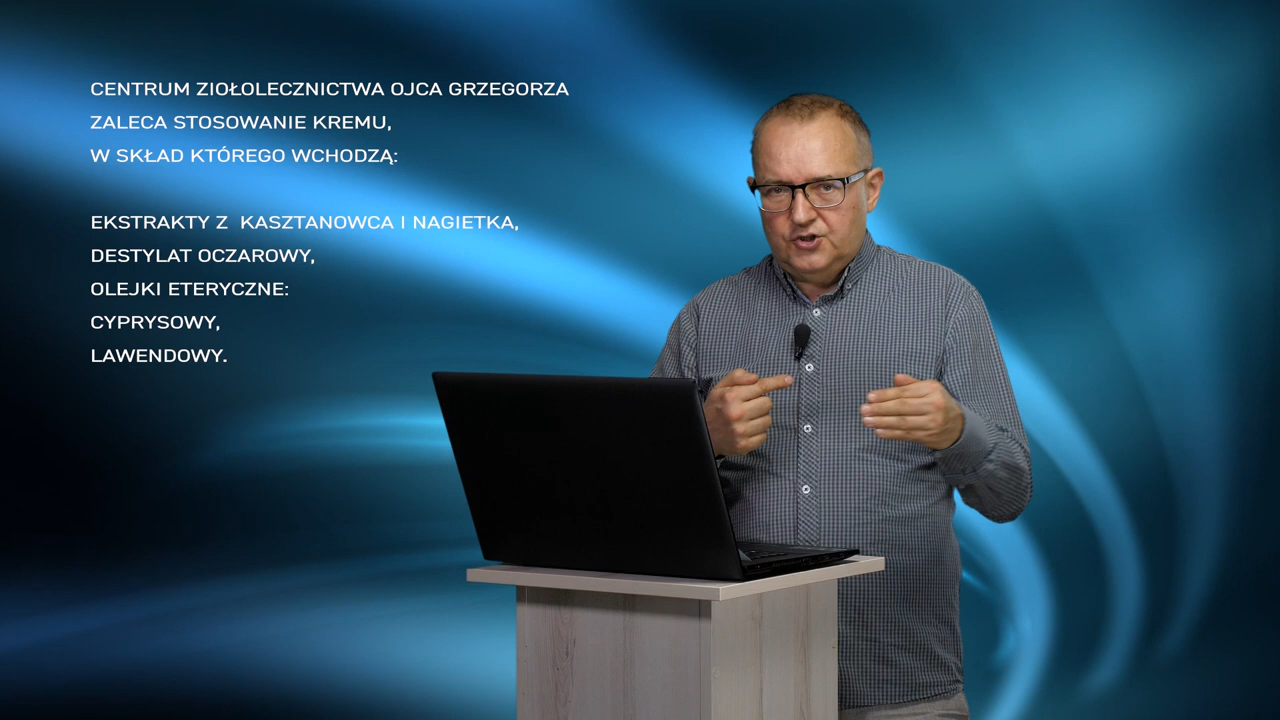 CENTRUM ZIOŁOLECZNICTWA OJCA GRZEGORZA
ZALECA STOSOWANIE KREMU,
W SKŁAD KTÓREGO WCHODZĄ:
EKSTRAKTY Z KASZTANOWCA I NAGIETKA,
DESTYLAT OCZAROWY,
OLEJKI ETERYCZNE:
CYPRYSOWY,
LAWENDOWY.